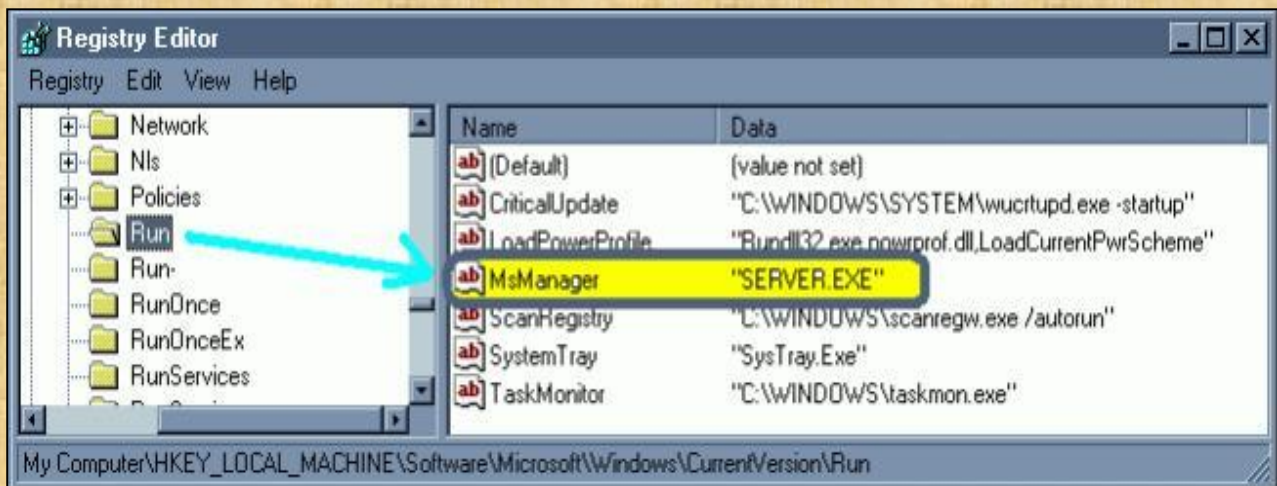 Registry Editor
Registry Edit View Help
Network
Nls
Policies
Run
Run-
RunOnce
RunOnceEx
RunServices
Name Data
(Default) (value not set)
CriticalUpdate "C:\WINDOWS\SYSTEM\wucrtupd.exe -startup"
LoadPowerProfile "Rundll32.exe powrprof.dll,LoadCurrentPwrScheme"
MsManager "SERVER.EXE"
ScanRegistry "C:\WINDOWS\scanregw.exe /autorun"
SystemTray "SysTray.Exe"
TaskMonitor "C:\WINDOWS\taskmon.exe"
My Computer\HKEY_LOCAL_MACHINE\Software\Microsoft\Windows\CurrentVersion\Run